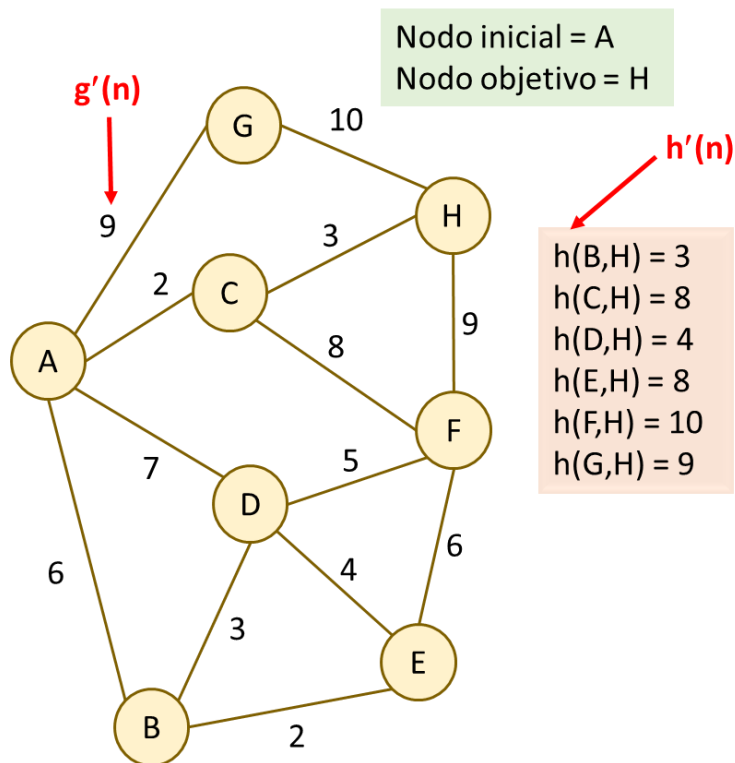 Nodo inicial = A
Nodo objetivo = H
g′(n)
G
10
h′(n)
H
9
3
h(B,H) = 3
h(C,H) = 8
h(D,H) = 4
h(E,H) = 8
h(F,H) = 10
h(G,H) = 9
2
C
9
8
A
F
5
7
D
6
4
6
3
E
B
2